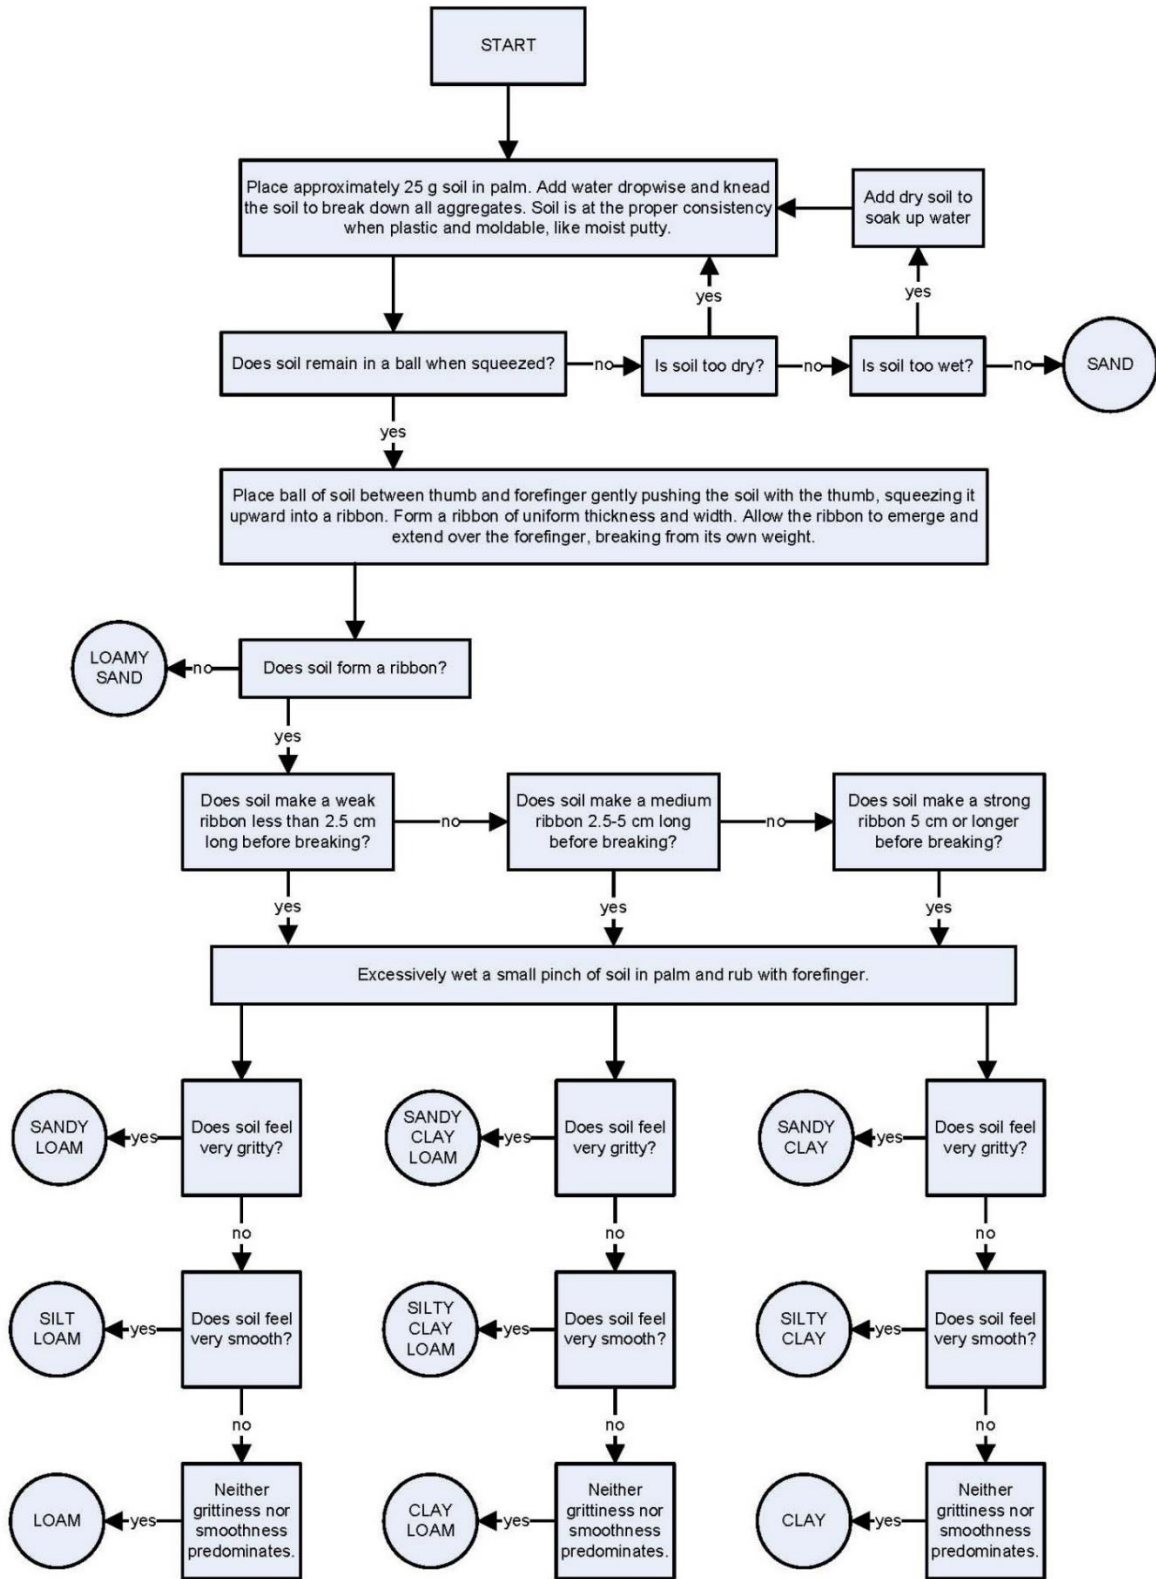 START
Place approximately 25 g soil in palm. Add water dropwise and knead
the soil to break down all aggregates. Soil is at the proper consistency
when plastic and moldable, like moist putty.
Add dry soil to
soak up water
yes
yes
Does soil remain in a ball when squeezed?
no
Is soil too dry?
no
Is soil too wet?
no
SAND
yes
Place ball of soil between thumb and forefinger gently pushing the soil with the thumb, squeezing it
upward into a ribbon. Form a ribbon of uniform thickness and width. Allow the ribbon to emerge and
extend over the forefinger, breaking from its own weight.
LOAMY
SAND
no
Does soil form a ribbon?
yes
Does soil make a weak
ribbon less than 2.5 cm
long before breaking?
no
Does soil make a medium
ribbon 2.5-5 cm long
before breaking?
no
Does soil make a strong
ribbon 5 cm or longer
before breaking?
yes
yes
yes
Excessively wet a small pinch of soil in palm and rub with forefinger.
SANDY
LOAM
yes
Does soil feel
very gritty?
SANDY
CLAY
LOAM
yes
Does soil feel
very gritty?
SANDY
CLAY
yes
Does soil feel
very gritty?
no
no
no
SILT
LOAM
yes
Does soil feel
very smooth?
SILTY
CLAY
LOAM
yes
Does soil feel
very smooth?
SILTY
CLAY
yes
Does soil feel
very smooth?
no
no
no
LOAM
yes
Neither
grittiness nor
smoothness
predominates.
CLAY
LOAM
yes
Neither
grittiness nor
smoothness
predominates.
CLAY
yes
Neither
grittiness nor
smoothness
predominates.